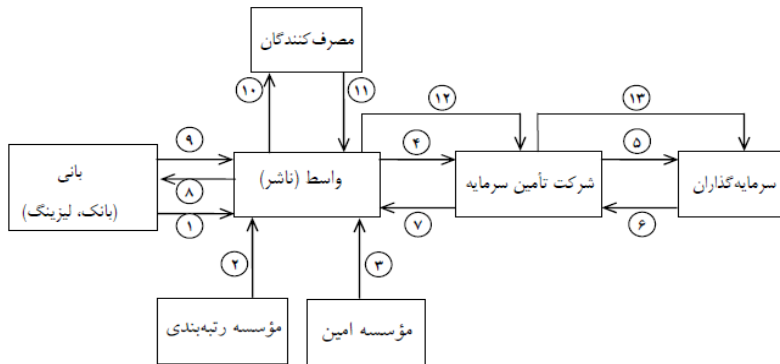 مصرف‌کنندگان
۱۰
۱۱
۱۲
۱۳
۹
۴
۵
بانی
(بانک، لیزینگ)
واسط (ناشر)
شرکت تأمین سرمایه
سرمایه‌گذاران
۸
۱
۷
۶
۲
۳
مؤسسه رتبه‌بندی
مؤسسه امین